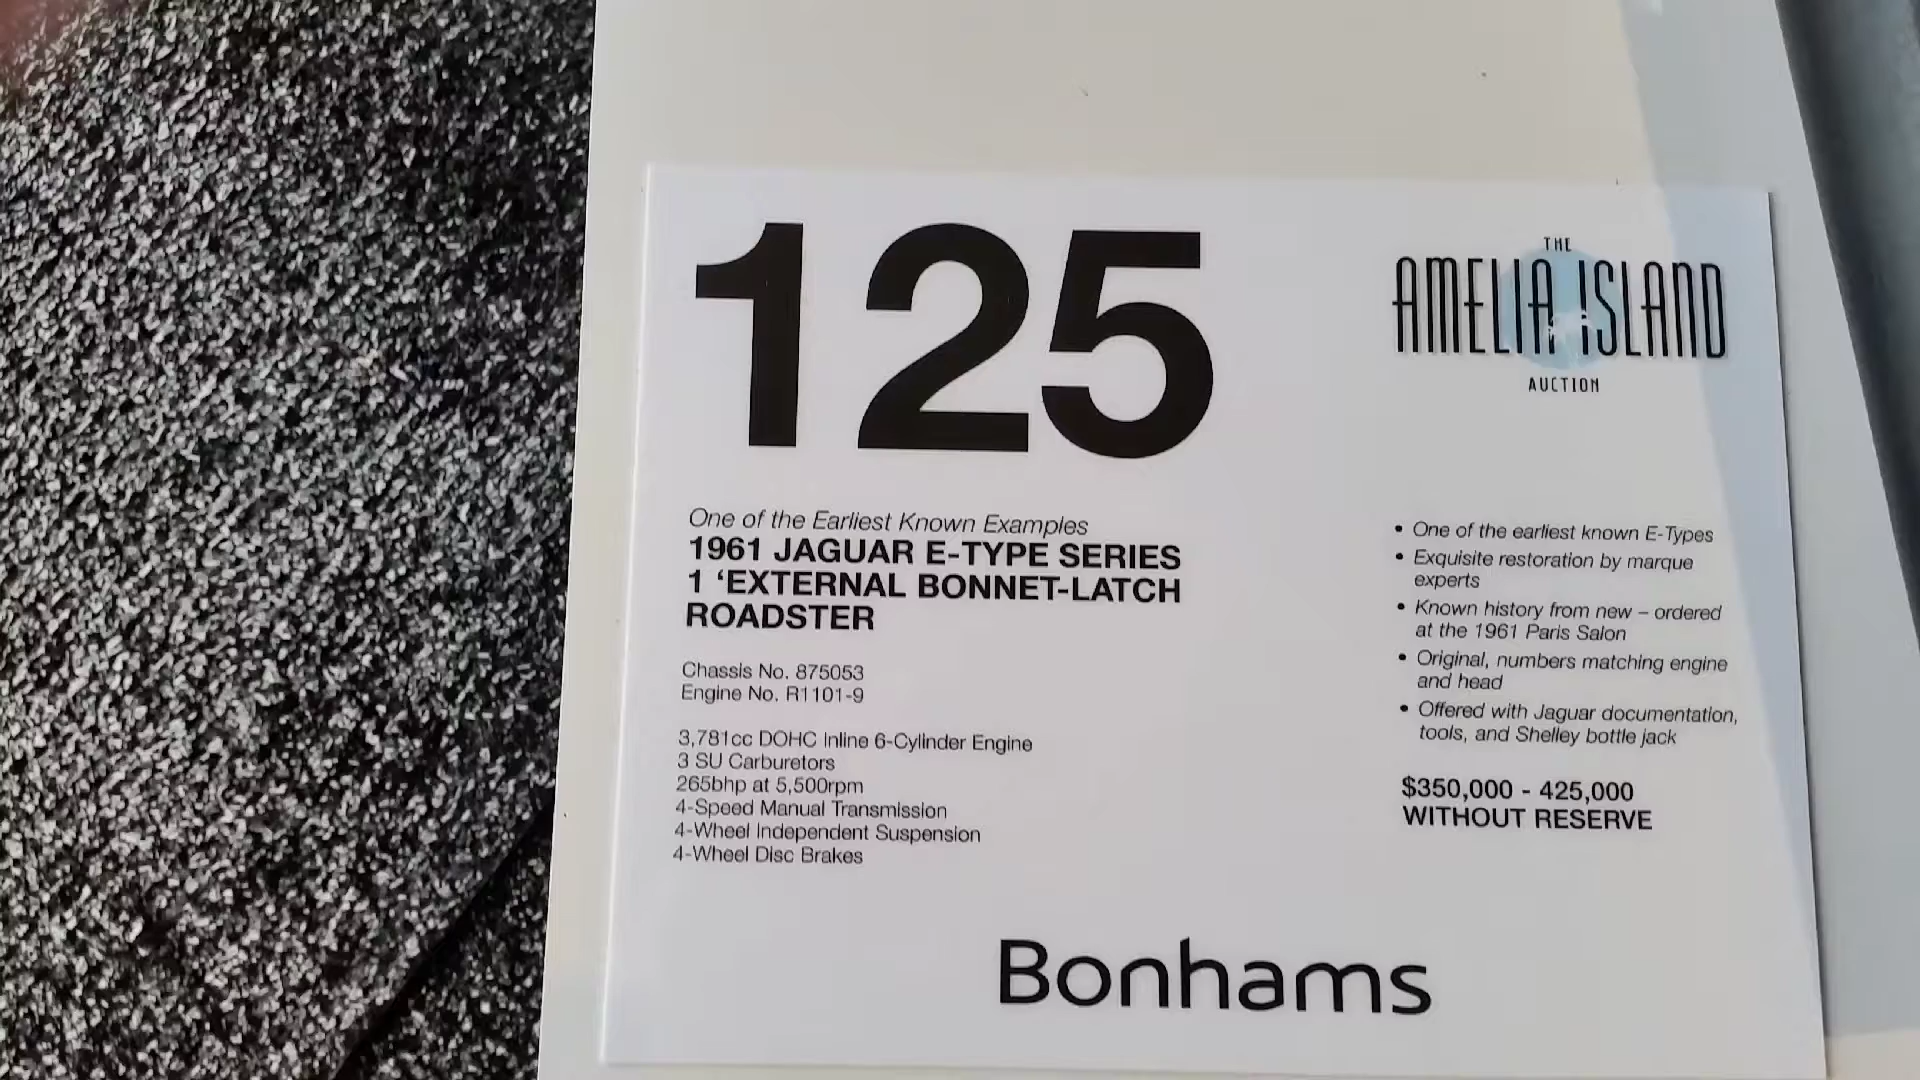 125
THE
AMELIA ISLAND
AUCTION
One of the Earliest Known Examples
1961 JAGUAR E-TYPE SERIES
1 ‘EXTERNAL BONNET-LATCH
ROADSTER
Chassis No. 875053
Engine No. R1101-9
3,781cc DOHC Inline 6-Cylinder Engine
3 SU Carburetors
265bhp at 5,500rpm
4-Speed Manual Transmission
4-Wheel Independent Suspension
4-Wheel Disc Brakes
• One of the earliest known E-Types
• Exquisite restoration by marque
experts
• Known history from new – ordered
at the 1961 Paris Salon
• Original, numbers matching engine
and head
• Offered with Jaguar documentation,
tools, and Shelley bottle jack
$350,000 - 425,000
WITHOUT RESERVE
Bonhams